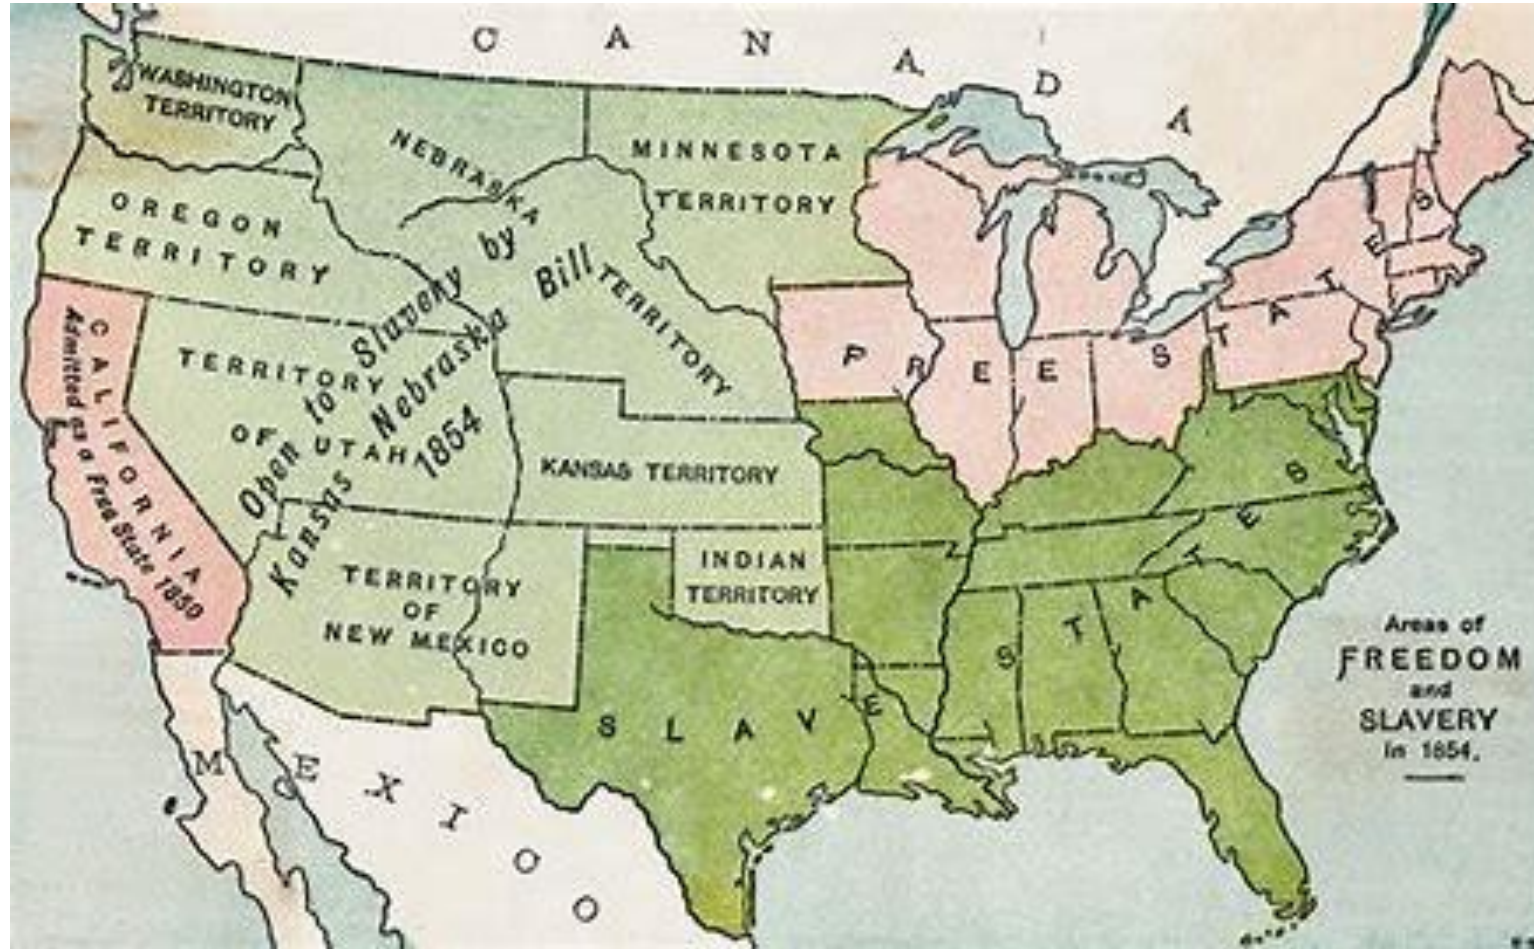 CANADA
WASHINGTON
TERRITORY
NEBRASKA
TERRITORY
MINNESOTA
TERRITORY
OREGON
TERRITORY
CALIFORNIA
Admitted as a Free State 1850
TERRITORY
OF UTAH
Open to Slavery by
Kansas Nebraska Bill
1854
FREE STATES
KANSAS TERRITORY
INDIAN
TERRITORY
TERRITORY
OF
NEW MEXICO
SLAVE STATES
MEXICO
Areas of
FREEDOM
and
SLAVERY
in 1854.